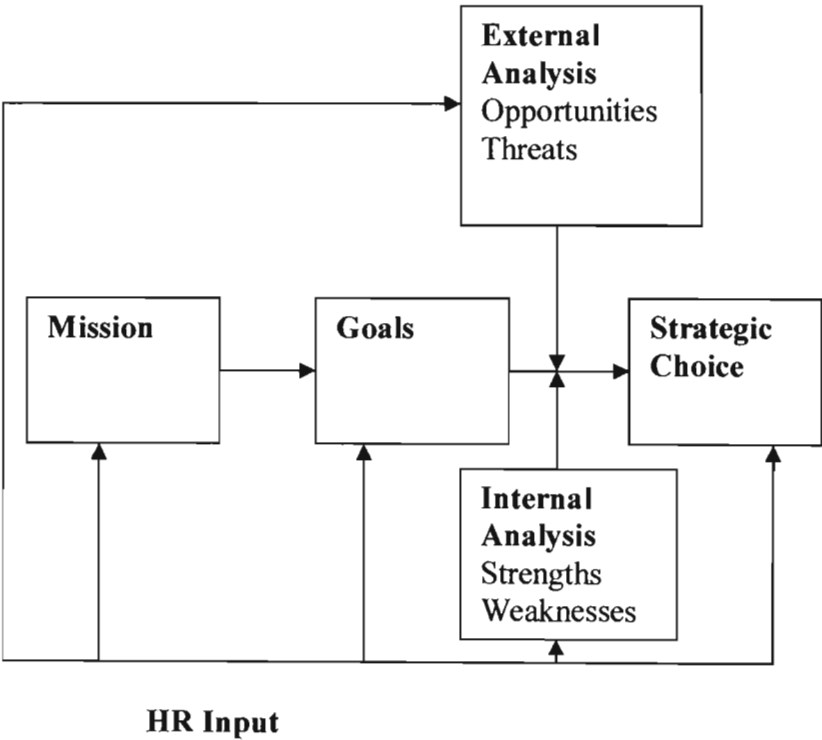 External
Analysis
Opportunities
Threats
Mission
Goals
Strategic
Choice
Internal
Analysis
Strengths
Weaknesses
HR Input